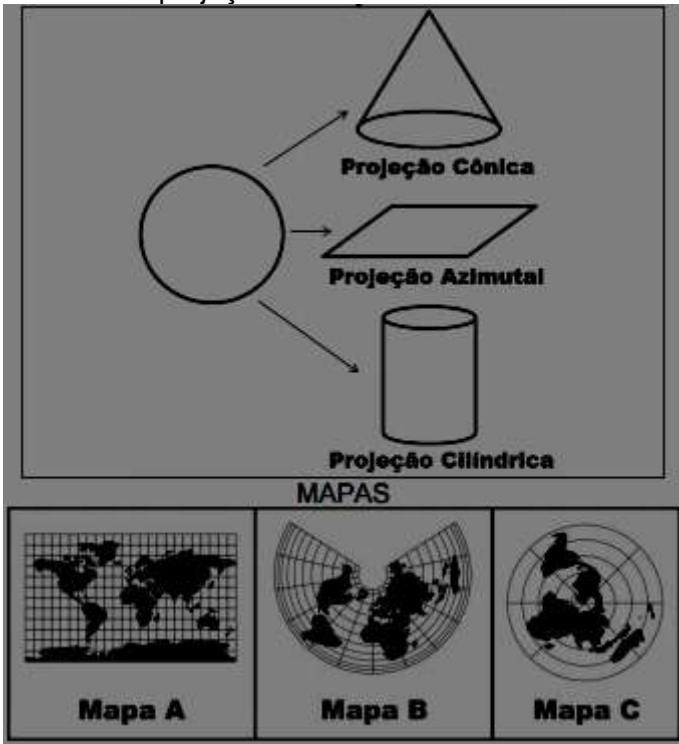 Projeção Cônica
Projeção Azimutal
Projeção Cilíndrica
MAPAS
Mapa A
Mapa B
Mapa C